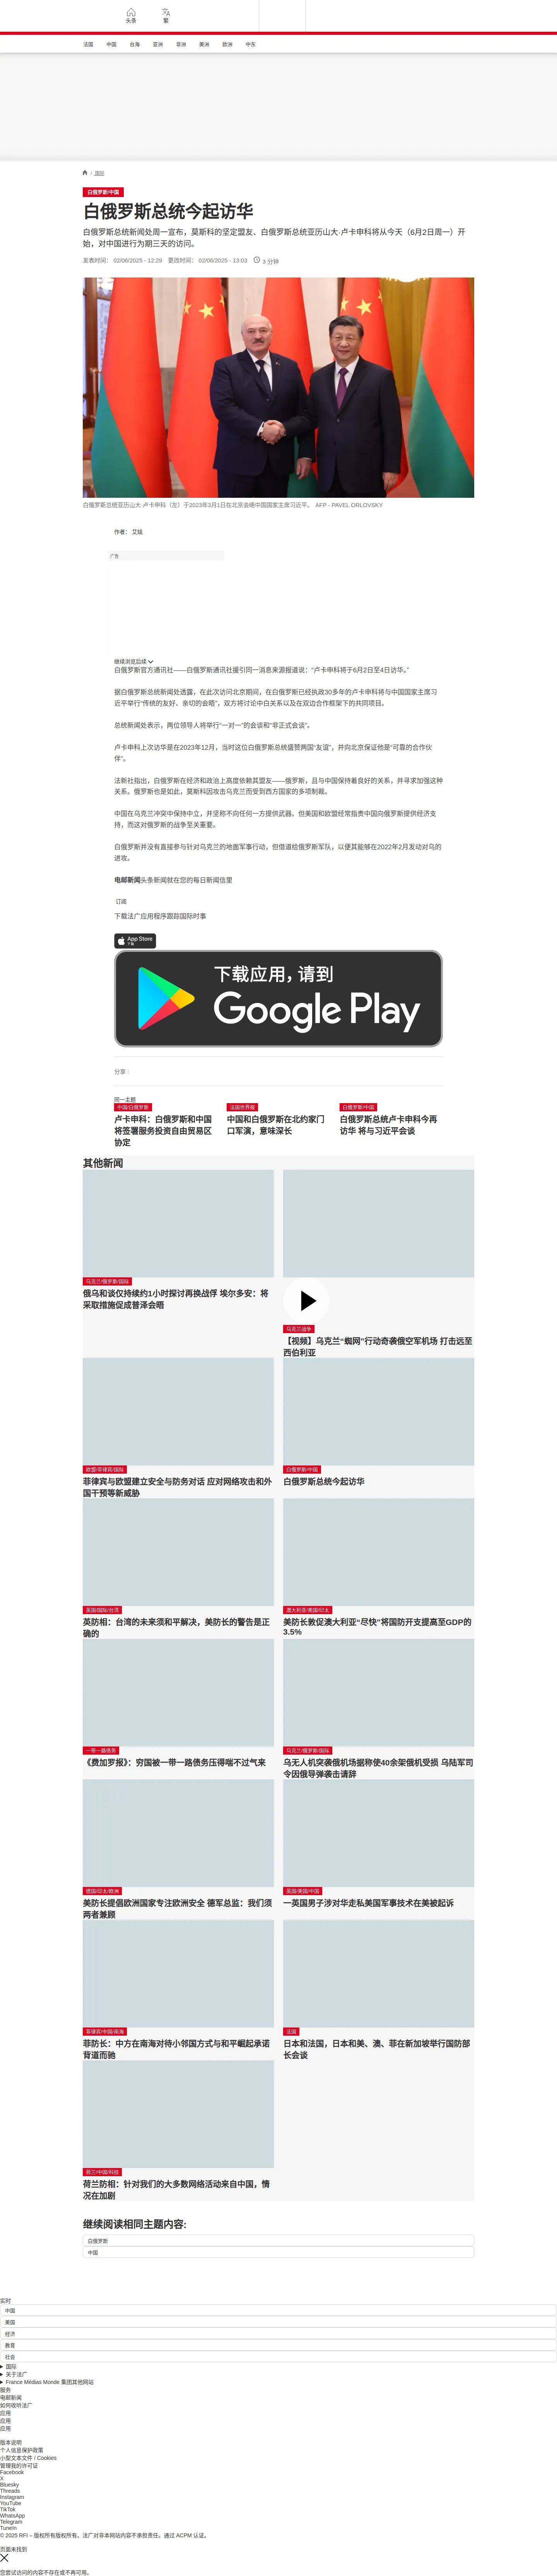 头条
繁
法国
中国
台海
亚洲
非洲
美洲
欧洲
中东
/ 国际
白俄罗斯/中国
白俄罗斯总统今起访华
白俄罗斯总统新闻处周一宣布，莫斯科的坚定盟友、白俄罗斯总统亚历山大·卢卡申科将从今天（6月2日周一）开
始，对中国进行为期三天的访问。
发表时间： 02/06/2025 - 12:29 更改时间： 02/06/2025 - 13:03 3 分钟
白俄罗斯总统亚历山大·卢卡申科（左）于2023年3月1日在北京会晤中国国家主席习近平。 AFP - PAVEL ORLOVSKY
作者： 艾娃
广告
继续浏览后续
白俄罗斯官方通讯社——白俄罗斯通讯社援引同一消息来源报道说：“卢卡申科将于6月2日至4日访华。”
据白俄罗斯总统新闻处透露，在此次访问北京期间，在白俄罗斯已经执政30多年的卢卡申科将与中国国家主席习
近平举行“传统的友好、亲切的会晤”，双方将讨论中白关系以及在双边合作框架下的共同项目。
总统新闻处表示，两位领导人将举行“一对一”的会谈和“非正式会谈”。
卢卡申科上次访华是在2023年12月，当时这位白俄罗斯总统盛赞两国“友谊”，并向北京保证他是“可靠的合作伙
伴”。
法新社指出，白俄罗斯在经济和政治上高度依赖其盟友——俄罗斯，且与中国保持着良好的关系，并寻求加强这种
关系。俄罗斯也是如此，莫斯科因攻击乌克兰而受到西方国家的多项制裁。
中国在乌克兰冲突中保持中立，并坚称不向任何一方提供武器。但美国和欧盟经常指责中国向俄罗斯提供经济支
持，而这对俄罗斯的战争至关重要。
白俄罗斯并没有直接参与针对乌克兰的地面军事行动，但借道给俄罗斯军队，以便其能够在2022年2月发动对乌的
进攻。
电邮新闻头条新闻就在您的每日新闻信里
订阅
下载法广应用程序跟踪国际时事
App Store
下载
下载应用，请到
Google Play
分享 :
同一主题
中国/白俄罗斯
卢卡申科：白俄罗斯和中国
将签署服务投资自由贸易区
协定
法国世界报
中国和白俄罗斯在北约家门
口军演，意味深长
白俄罗斯/中国
白俄罗斯总统卢卡申科今再
访华 将与习近平会谈
其他新闻
乌克兰/俄罗斯/国际
俄乌和谈仅持续约1小时探讨再换战俘 埃尔多安：将
采取措施促成普泽会晤
乌克兰战争
【视频】乌克兰“蜘网”行动奇袭俄空军机场 打击远至
西伯利亚
欧盟/菲律宾/国际
菲律宾与欧盟建立安全与防务对话 应对网络攻击和外
国干预等新威胁
白俄罗斯/中国
白俄罗斯总统今起访华
英国/国际/台湾
英防相：台湾的未来须和平解决，美防长的警告是正
确的
澳大利亚/美国/印太
美防长敦促澳大利亚“尽快”将国防开支提高至GDP的
3.5%
一带一路债务
《费加罗报》：穷国被一带一路债务压得喘不过气来
乌克兰/俄罗斯/国际
乌无人机突袭俄机场据称使40余架俄机受损 乌陆军司
令因俄导弹袭击请辞
德国/印太/欧洲
美防长提倡欧洲国家专注欧洲安全 德军总监：我们须
两者兼顾
英国/美国/中国
一英国男子涉对华走私美国军事技术在美被起诉
菲律宾/中国/南海
菲防长：中方在南海对待小邻国方式与和平崛起承诺
背道而驰
法国
日本和法国，日本和美、澳、菲在新加坡举行国防部
长会谈
荷兰/中国/科技
荷兰防相：针对我们的大多数网络活动来自中国，情
况在加剧
继续阅读相同主题内容:
白俄罗斯
中国
实时
中国
美国
经济
教育
社会
国际
关于法广
France Médias Monde 集团其他网站
服务
电邮新闻
如何收听法广
应用
应用
应用
版本说明
个人信息保护政策
小型文本文件 / Cookies
管理我的许可证
Facebook
X
Bluesky
Threads
Instagram
YouTube
TikTok
WhatsApp
Telegram
TuneIn
© 2025 RFI – 版权所有版权所有。法广对非本网站内容不承担责任。通过 ACPM 认证。
页面未找到
您尝试访问的内容不存在或不再可用。